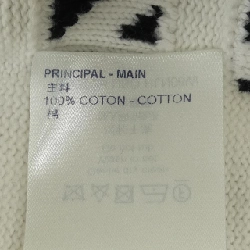 PRINCIPAL - MAIN
主料
100% COTON - COTTON
棉